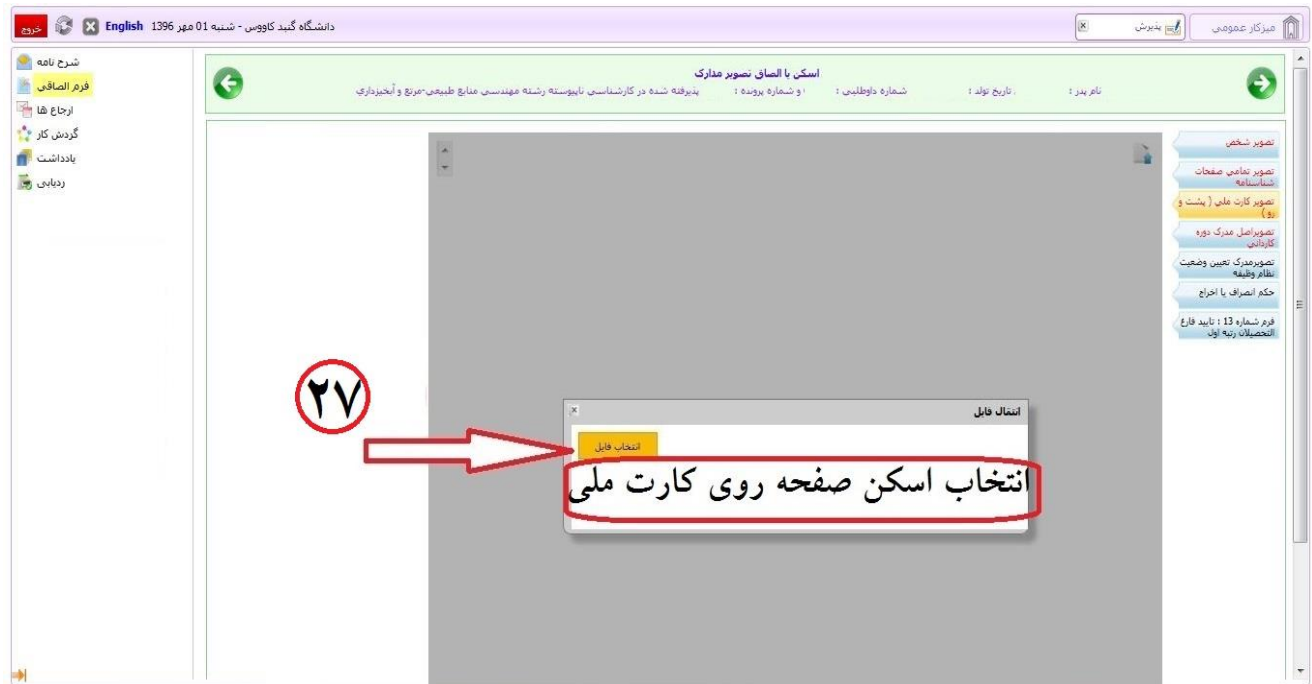 میزکار عمومی
پذیرش
دانشگاه گنبد کاووس - شنبه 01 مهر 1396 English
خروج
شرح نامه
فرم الصاقی
ارجاع ها
گردش کار
یادداشت
ردیابی
اسکن یا الصاق تصویر مدارک
نام پدر : , تاریخ تولد : شماره داوطلبی : و شماره پرونده : پذیرفته شده در کارشناسی ناپیوسته رشته مهندسی منابع طبیعی-مرتع و آبخیزداری
تصویر شخص
تصویر تمامی صفحات
شناسنامه
تصویر کارت ملی ( پشت و
رو )
تصویراصل مدرک دوره
کاردانی
تصویرمدرک تعیین وضعیت
نظام وظیفه
حکم انصراف یا اخراج
فرم شماره 13 : تایید فارغ
التحصیلان رتبه اول
۲۷
انتقال فایل
انتخاب فایل
انتخاب اسکن صفحه روی کارت ملی